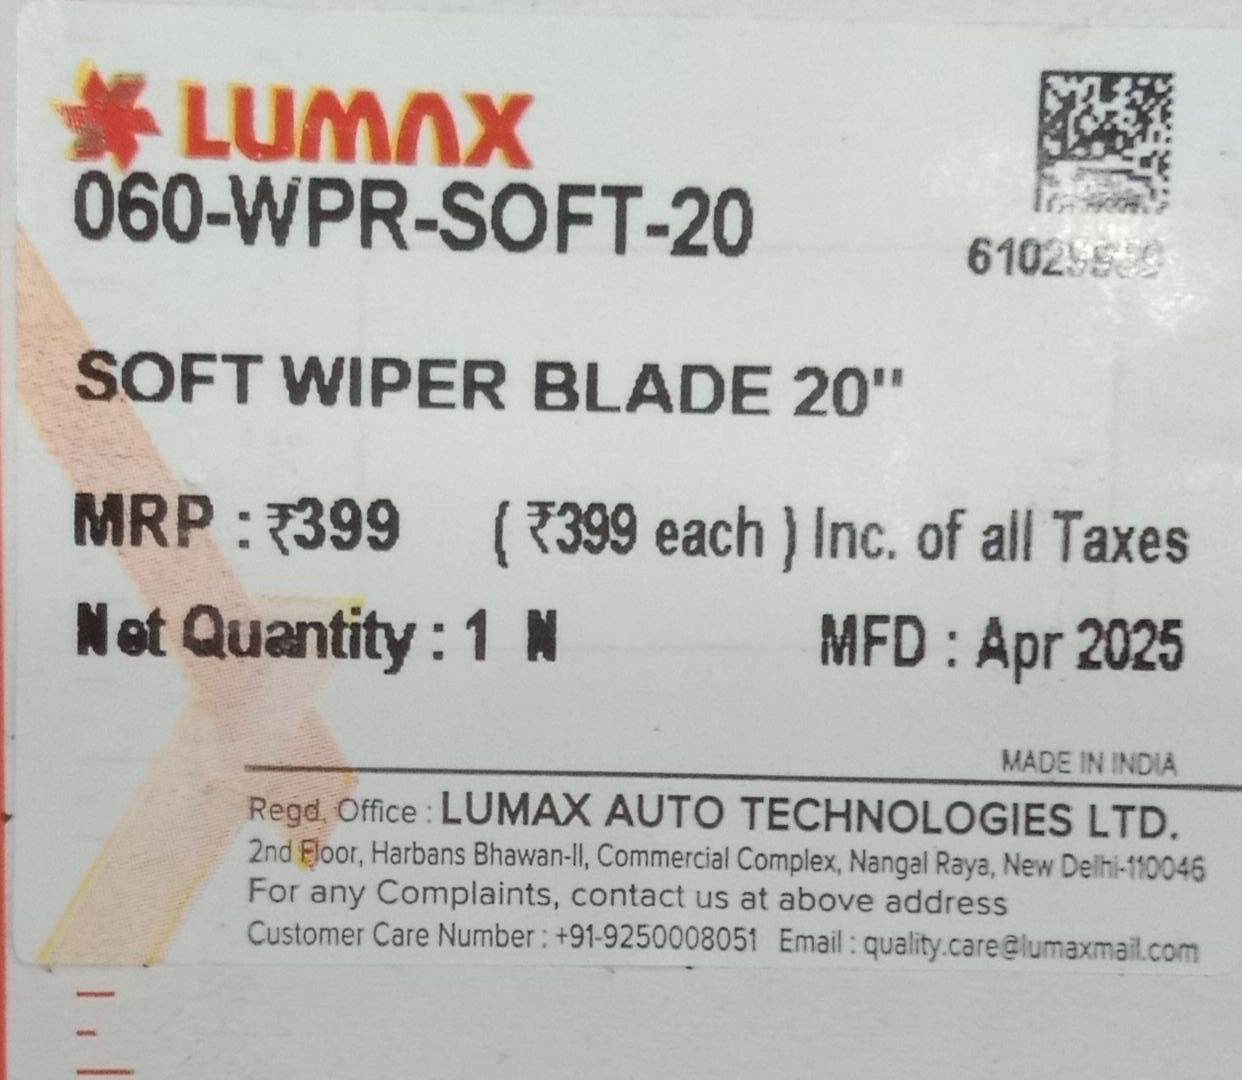 LUMAX
060-WPR-SOFT-20
SOFT WIPER BLADE 20"
MRP : ₹399 ( ₹399 each ) Inc. of all Taxes
Net Quantity : 1 N
MFD : Apr 2025
MADE IN INDIA
Regd. Office : LUMAX AUTO TECHNOLOGIES LTD.
2nd Floor, Harbans Bhawan-II, Commercial Complex, Nangal Raya, New Delhi-110046
For any Complaints, contact us at above address
Customer Care Number : +91-9250008051 Email : quality.care@lumaxmail.com